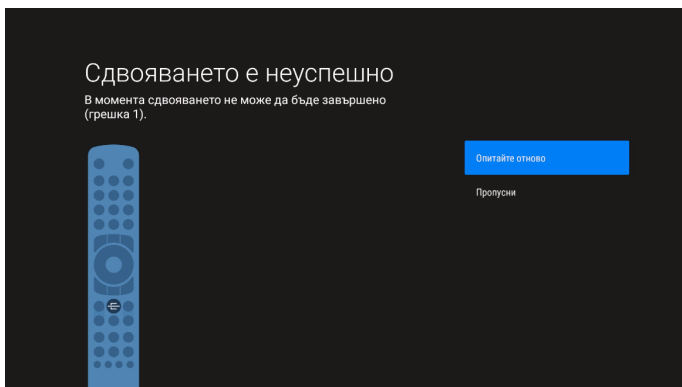 Сдвояването е неуспешно
В момента сдвояването не може да бъде завършено
(грешка 1).
Опитайте отново
Пропусни